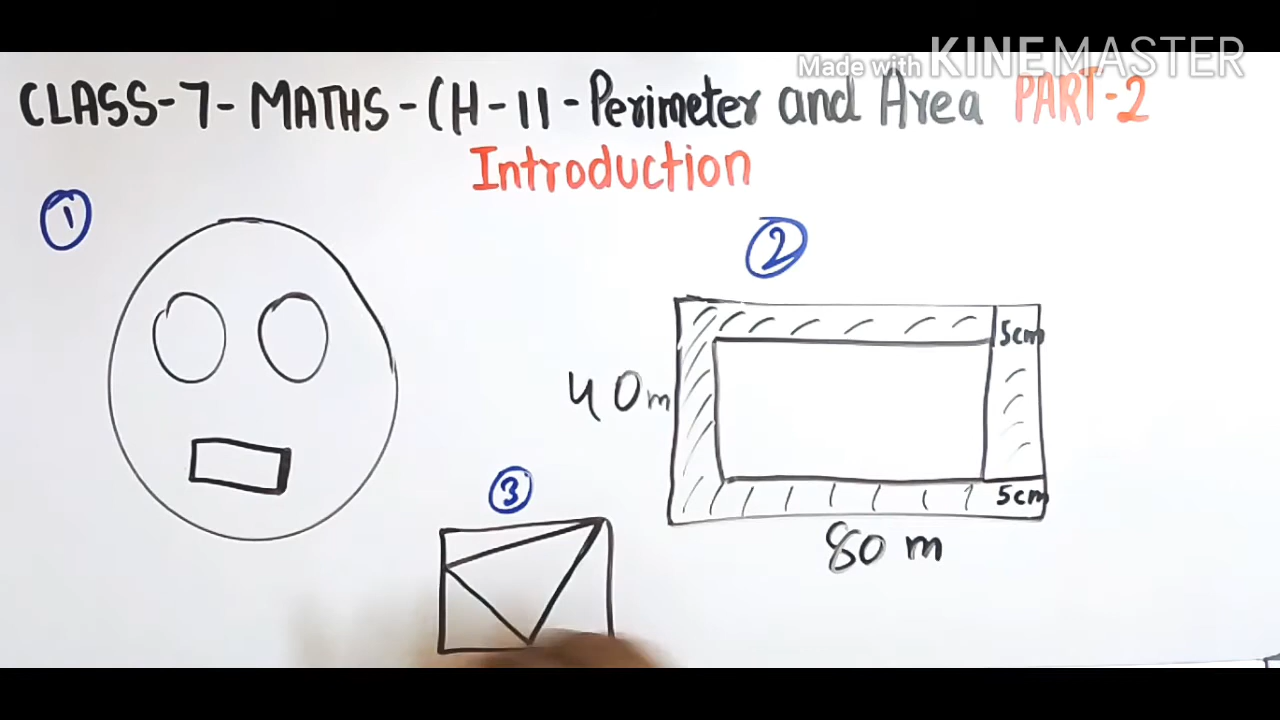 Made with KINEMASTER
CLASS-7-MATHS-CH-11-Perimeter and Area PART-2
Introduction
1
2
5cm
40m
3
5cm
80 m